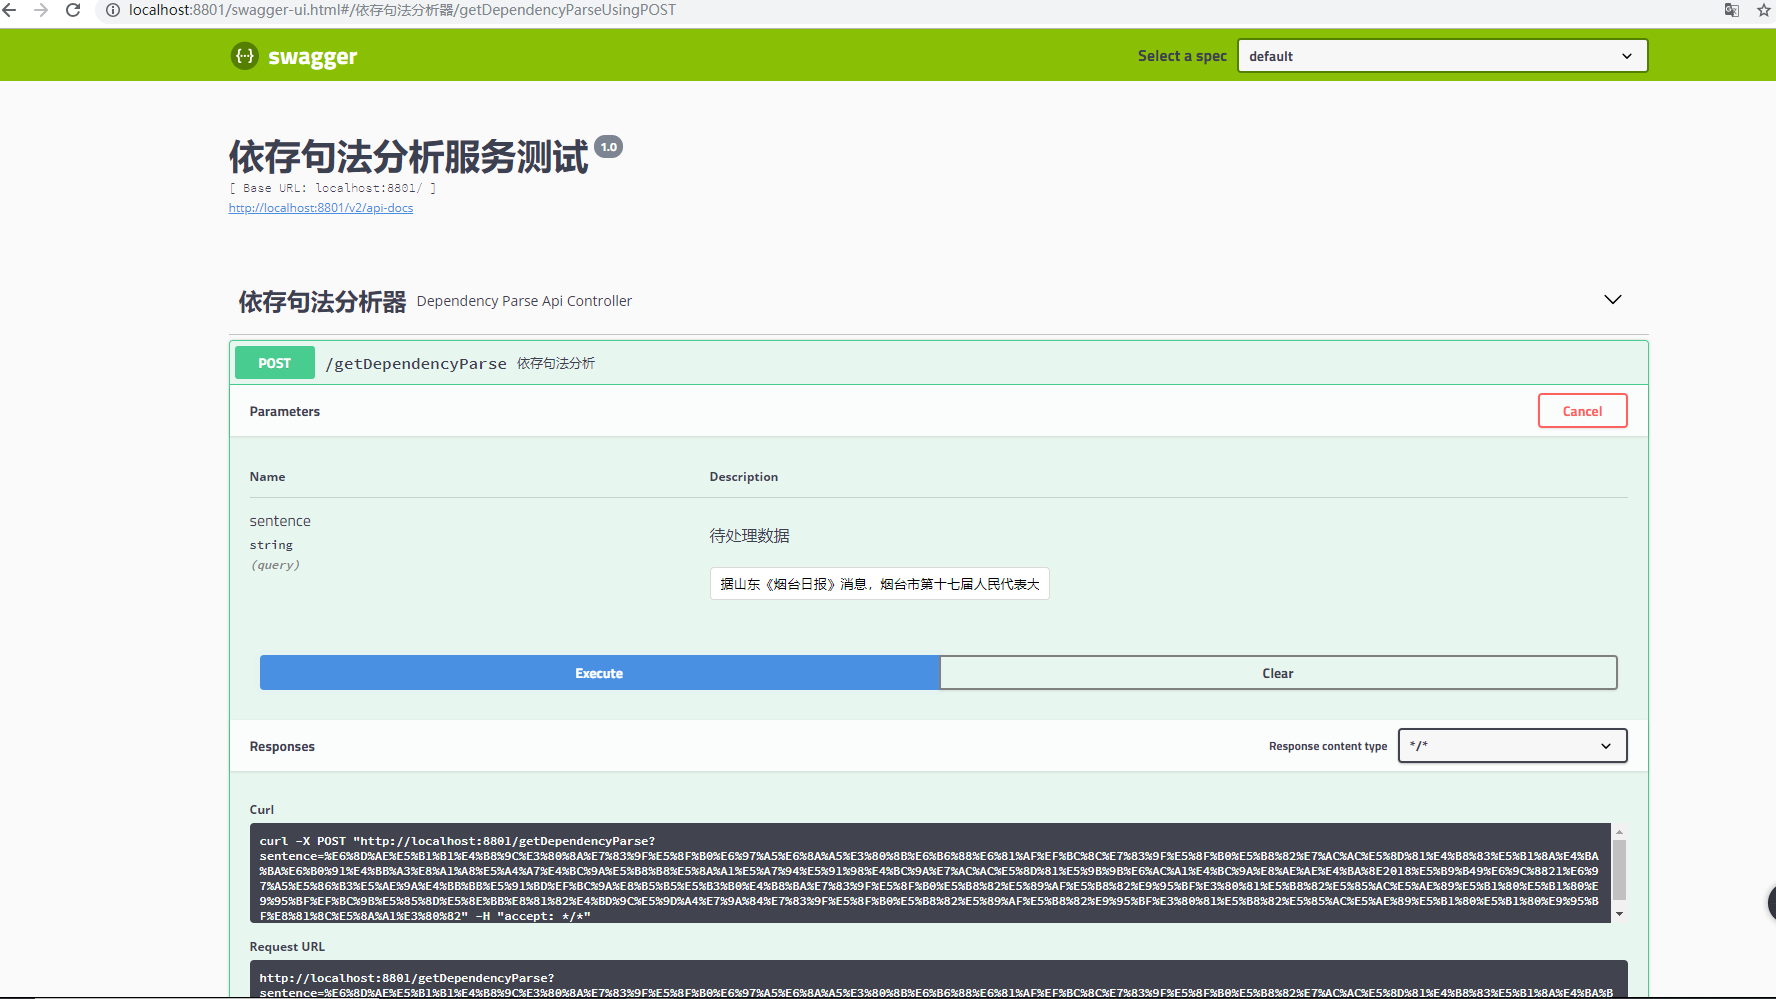 localhost:8801/swagger-ui.html#/依存句法分析器/getDependencyParseUsingPOST
{...} swagger
Select a spec
default
依存句法分析服务测试 1.0
[ Base URL: localhost:8801/ ]
http://localhost:8801/v2/api-docs
依存句法分析器 Dependency Parse Api Controller
POST /getDependencyParse 依存句法分析
Parameters
Cancel
Name Description
sentence
string
(query)
待处理数据
据山东《烟台日报》消息，烟台市第十七届人民代表大
Execute
Clear
Responses
Response content type
*/*
Curl
curl -X POST "http://localhost:8801/getDependencyParse?
sentence=%E6%8D%AE%E5%B1%B1%E4%B8%9C%E3%80%8A%E7%83%9F%E5%8F%B0%E6%97%A5%E6%8A%A5%E3%80%8B%E6%B6%88%E6%81%AF%EF%BC%8C%E7%83%9F%E5%8F%B0%E5%B8%82%E7%AC%AC%E5%8D%81%E4%B8%83%E5%B1%8A%E4%BA
%BA%E6%B0%91%E4%BB%A3%E8%A1%A8%E5%A4%A7%E4%BC%9A%E5%B8%B8%E5%8A%A1%E5%A7%94%E5%91%98%E4%BC%9A%E7%AC%AC%E5%8D%81%E5%9B%9B%E6%AC%A1%E4%BC%9A%E8%AE%AE%E4%BA%8E2018%E5%B9%B49%E6%9C%8821%E6%9
7%A5%E5%86%B3%E5%AE%9A%E4%BB%BB%E5%91%BD%EF%BC%9A%E8%B5%B5%E5%B3%B0%E4%B8%BA%E7%83%9F%E5%8F%B0%E5%B8%82%E5%89%AF%E5%B8%82%E9%95%BF%E3%80%81%E5%B8%82%E5%85%AC%E5%AE%89%E5%B1%80%E5%B1%80%E
9%95%BF%EF%BC%9B%E5%85%8D%E5%8E%BB%E8%81%82%E4%BD%9C%E5%9D%A4%E7%9A%84%E7%83%9F%E5%8F%B0%E5%B8%82%E5%89%AF%E5%B8%82%E9%95%BF%E3%80%81%E5%B8%82%E5%85%AC%E5%AE%89%E5%B1%80%E5%B1%80%E9%95%B
F%E8%81%8C%E5%8A%A1%E3%80%82" -H "accept: */*"
Request URL
http://localhost:8801/getDependencyParse?
sentence=%E6%8D%AE%E5%B1%B1%E4%B8%9C%E3%80%8A%E7%83%9F%E5%8F%B0%E6%97%A5%E6%8A%A5%E3%80%8B%E6%B6%88%E6%81%AF%EF%BC%8C%E7%83%9F%E5%8F%B0%E5%B8%82%E7%AC%AC%E5%8D%81%E4%B8%83%E5%B1%8A%E4%BA%B